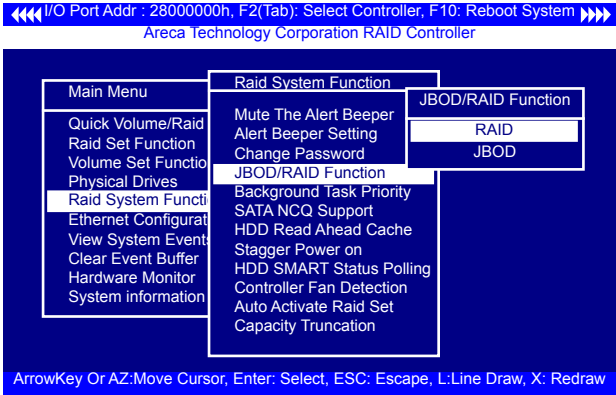 I/O Port Addr : 28000000h, F2(Tab): Select Controller, F10: Reboot System
Areca Technology Corporation RAID Controller
Main Menu
Quick Volume/Raid
Raid Set Function
Volume Set Functio
Physical Drives
Raid System Functi
Ethernet Configurat
View System Events
Clear Event Buffer
Hardware Monitor
System information
Raid System Function
Mute The Alert Beeper
Alert Beeper Setting
Change Password
JBOD/RAID Function
Background Task Priority
SATA NCQ Support
HDD Read Ahead Cache
Stagger Power on
HDD SMART Status Polling
Controller Fan Detection
Auto Activate Raid Set
Capacity Truncation
JBOD/RAID Function
RAID
JBOD
ArrowKey Or AZ:Move Cursor, Enter: Select, ESC: Escape, L:Line Draw, X: Redraw